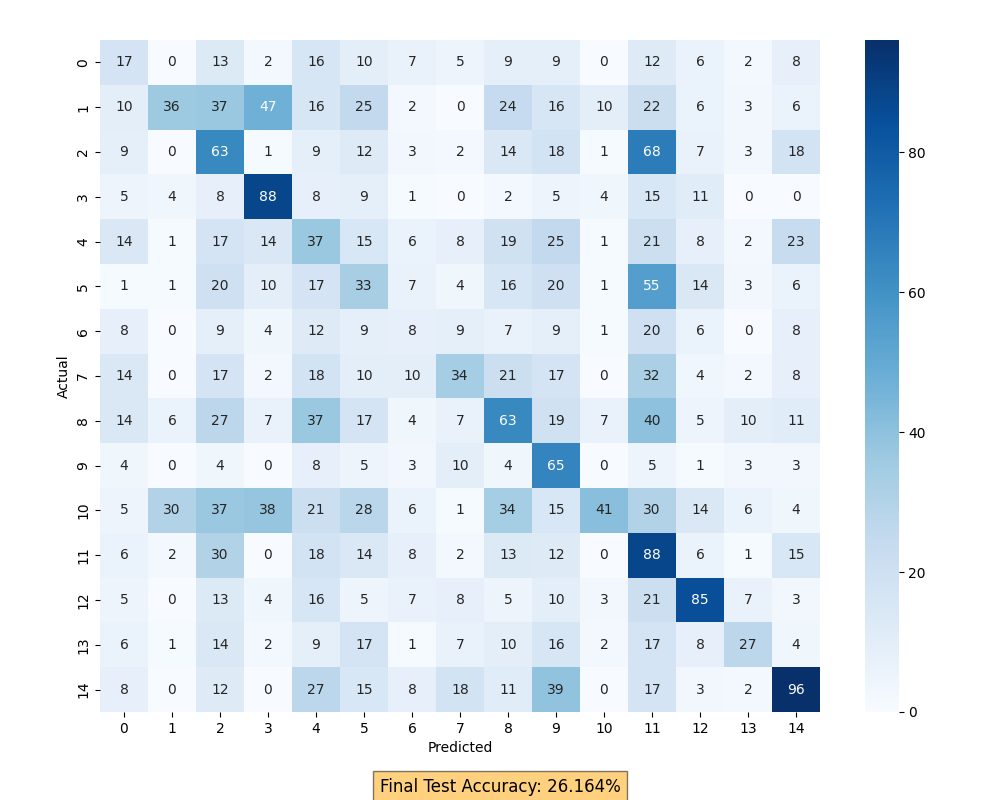 0 17 0 13 2 16 10 7 5 9 9 0 12 6 2 8
1 10 36 37 47 16 25 2 0 24 16 10 22 6 3 6
2 9 0 63 1 9 12 3 2 14 18 1 68 7 3 18
3 5 4 8 88 8 9 1 0 2 5 4 15 11 0 0
4 14 1 17 14 37 15 6 8 19 25 1 21 8 2 23
5 1 1 20 10 17 33 7 4 16 20 1 55 14 3 6
6 8 0 9 4 12 9 8 9 7 9 1 20 6 0 8
7 14 0 17 2 18 10 10 34 21 17 0 32 4 2 8
8 14 6 27 7 37 17 4 7 63 19 7 40 5 10 11
9 4 0 4 0 8 5 3 10 4 65 0 5 1 3 3
10 5 30 37 38 21 28 6 1 34 15 41 30 14 6 4
11 6 2 30 0 18 14 8 2 13 12 0 88 6 1 15
12 5 0 13 4 16 5 7 8 5 10 3 21 85 7 3
13 6 1 14 2 9 17 1 7 10 16 2 17 8 27 4
14 8 0 12 0 27 15 8 18 11 39 0 17 3 2 96
0 1 2 3 4 5 6 7 8 9 10 11 12 13 14
Predicted
Actual
80
60
40
20
0
Final Test Accuracy: 26.164%